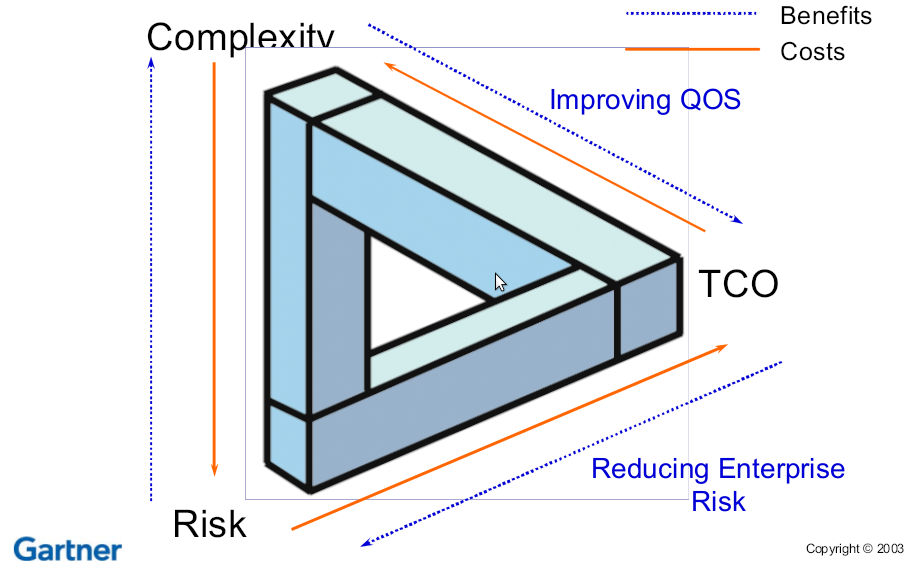 Benefits
Complexity
Costs
Improving QOS
TCO
Reducing Enterprise
Risk
Risk
Gartner
Copyright © 2003